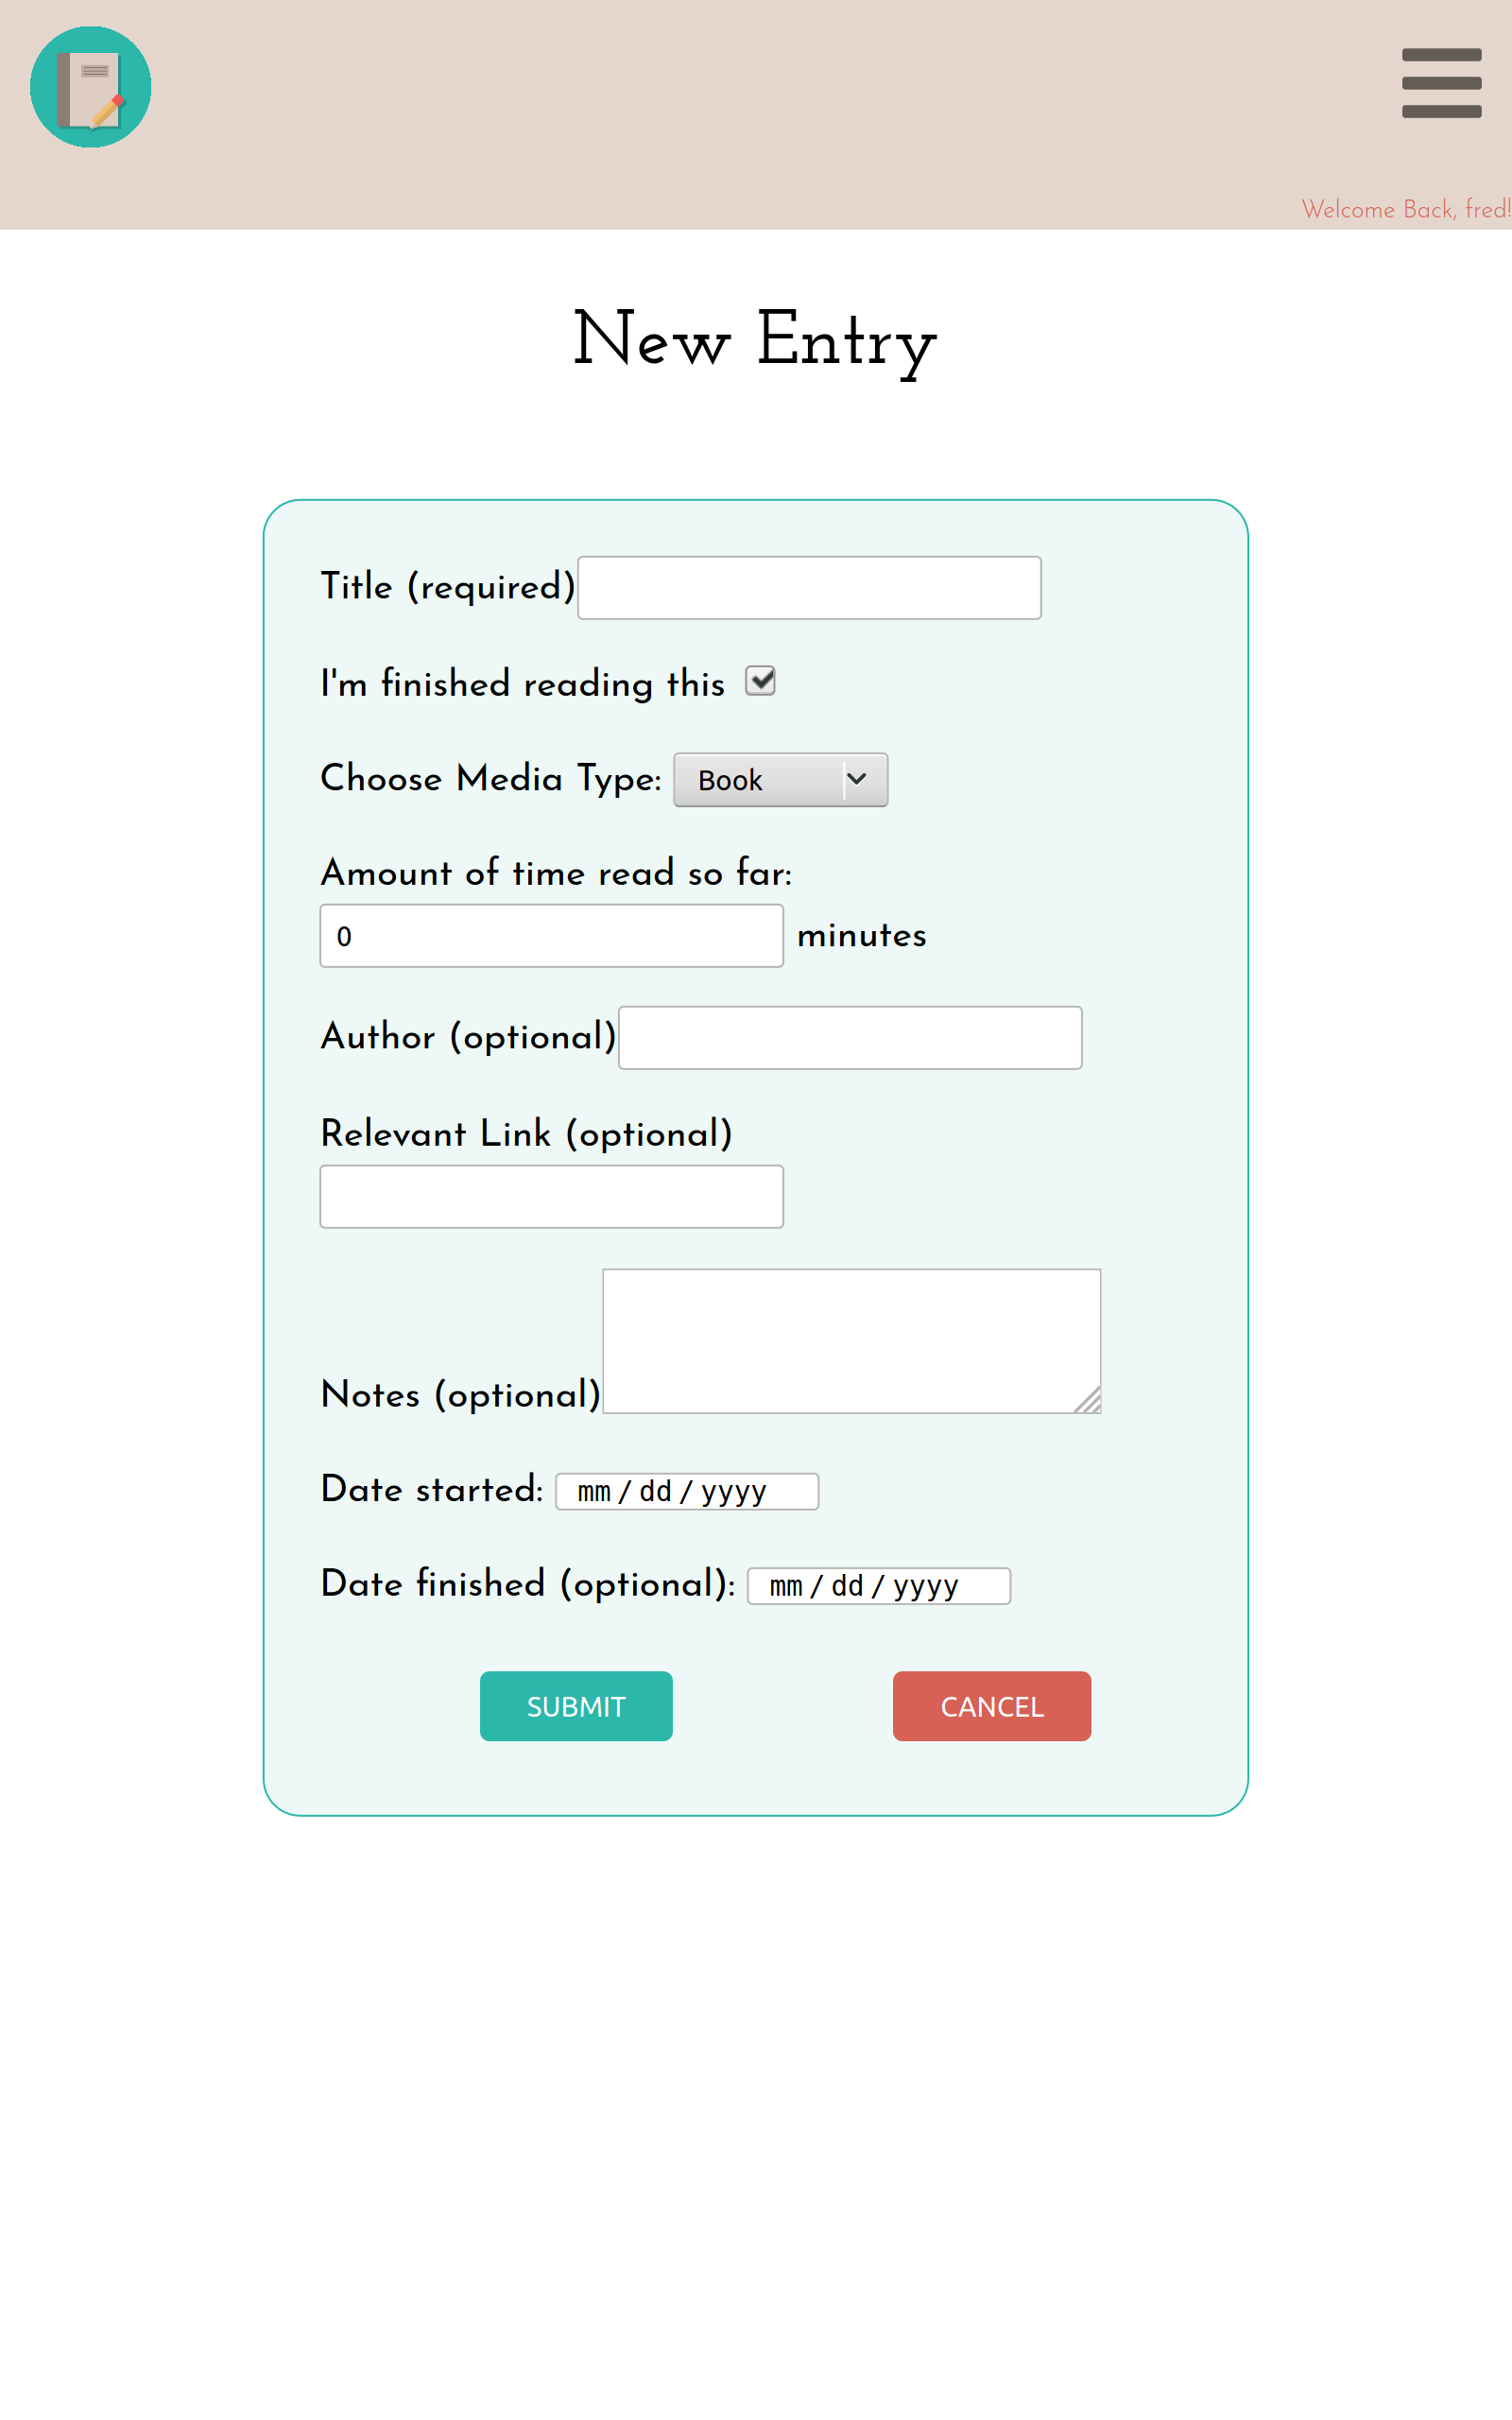 Welcome Back, fred!
New Entry
Title (required)
I'm finished reading this
Choose Media Type: Book
Amount of time read so far:
0 minutes
Author (optional)
Relevant Link (optional)
Notes (optional)
Date started: mm / dd / yyyy
Date finished (optional): mm / dd / yyyy
SUBMIT CANCEL